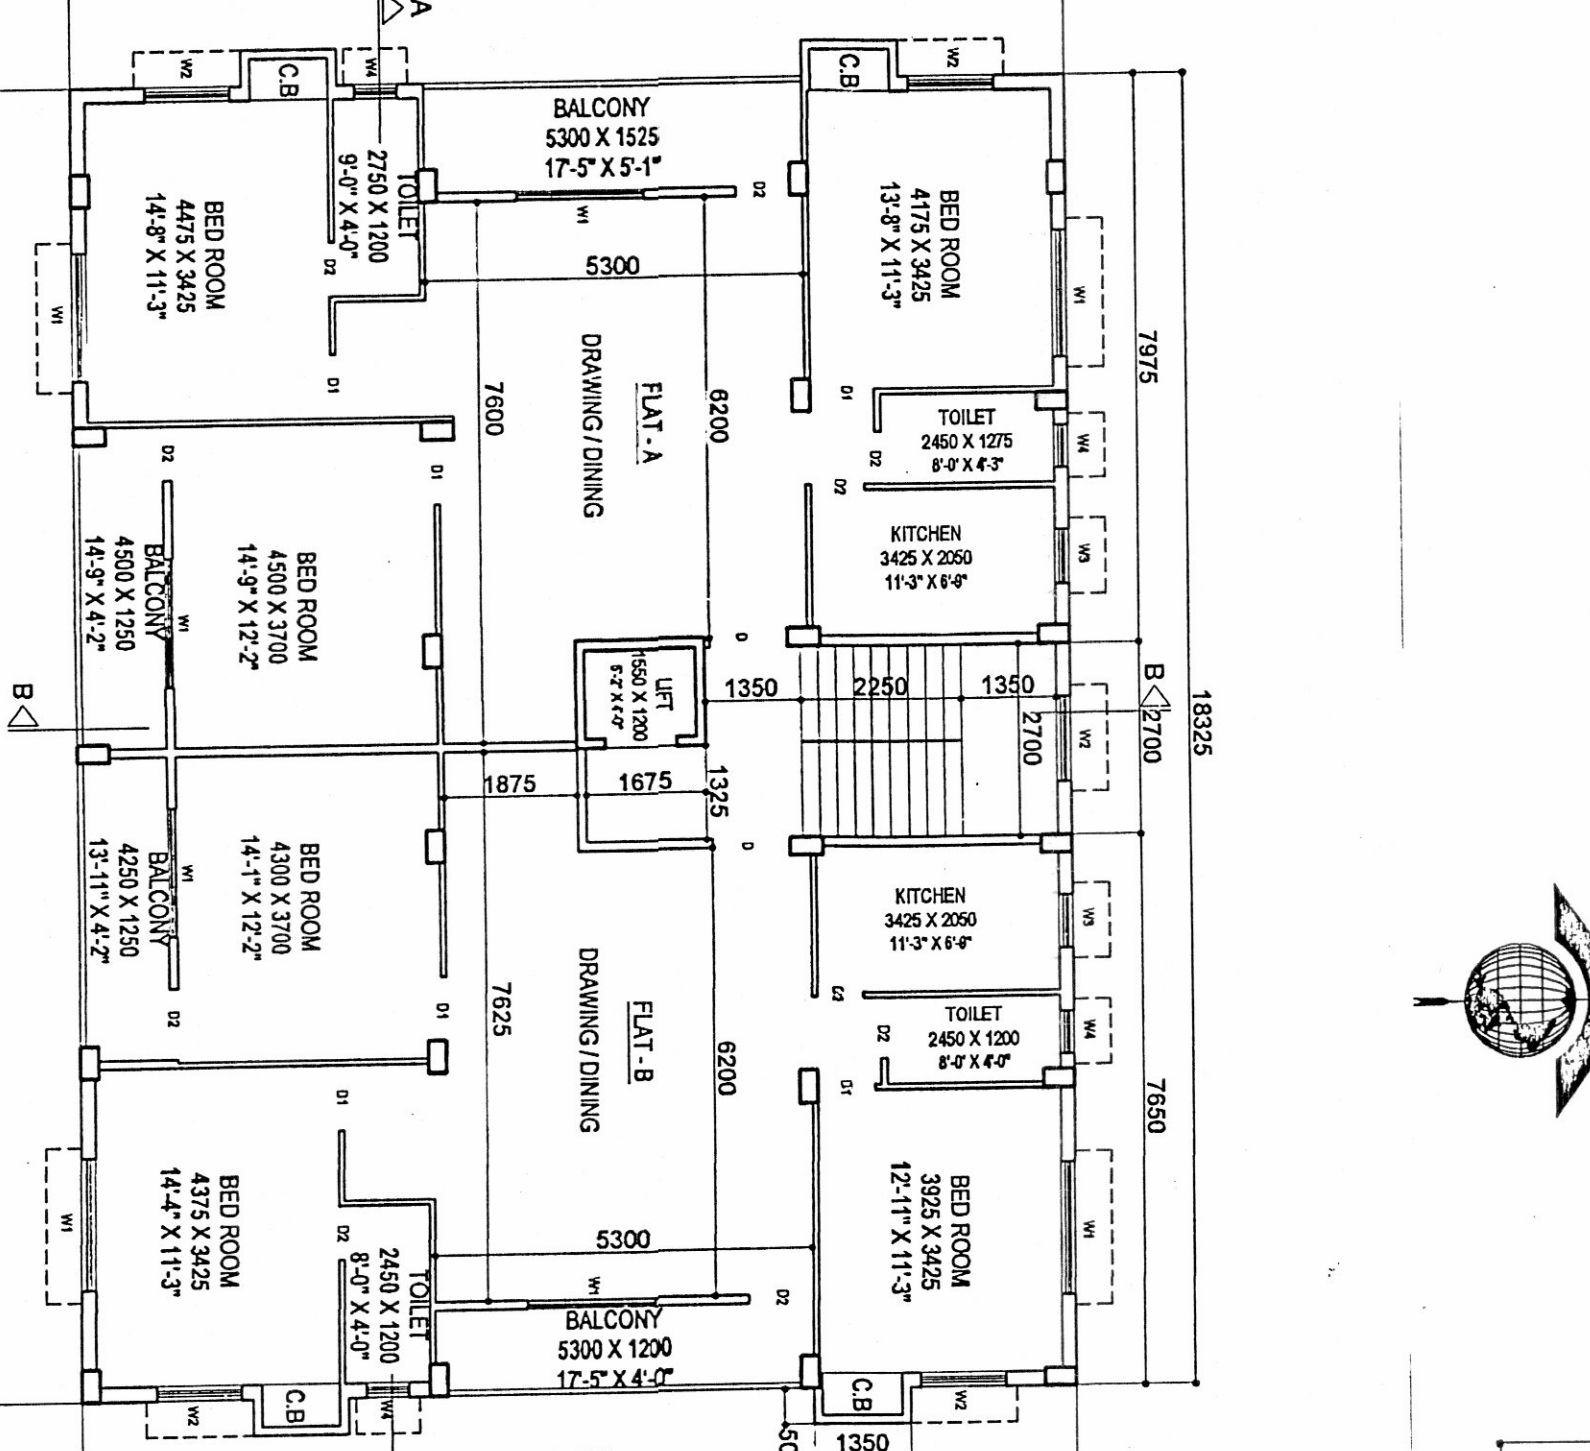 A
W2
C.B
W4
C.B
W2
BALCONY
5300 X 1525
17'-5" X 5'-1"
TOILET
2750 X 1200
9'-0" X 4'-0"
D2
W1
BED ROOM
4475 X 3425
14'-8" X 11'-3"
BED ROOM
4175 X 3425
13'-8" X 11'-3"
D2
W1
W1
5300
7975
D1
D1
DRAWING / DINING
FLAT - A
7600
6200
TOILET
2450 X 1275
8'-0" X 4'-3"
W4
D2
D2
D1
D2
KITCHEN
3425 X 2050
11'-3" X 6'-9"
W3
BALCONY
4500 X 1250
14'-9" X 4'-2"
W1
BED ROOM
4500 X 3700
14'-9" X 12'-2"
D
LIFT
1550 X 1200
5'-2" X 4'-0"
1350
2250
1350
B
B
2700
2700
W2
18325
1875
1675
1325
D
BALCONY
4250 X 1250
13'-11" X 4'-2"
W1
BED ROOM
4300 X 3700
14'-1" X 12'-2"
KITCHEN
3425 X 2050
11'-3" X 6'-9"
W3
D2
D1
7625
DRAWING / DINING
FLAT - B
6200
D2
TOILET
2450 X 1200
8'-0" X 4'-0"
W4
D2
D1
D1
7650
BED ROOM
4375 X 3425
14'-4" X 11'-3"
W1
D2
TOILET
2450 X 1200
8'-0" X 4'-0"
5300
W1
D2
BED ROOM
3925 X 3425
12'-11" X 11'-3"
W1
BALCONY
5300 X 1200
17'-5" X 4'-0"
W2
C.B
W4
C.B
W2
1350